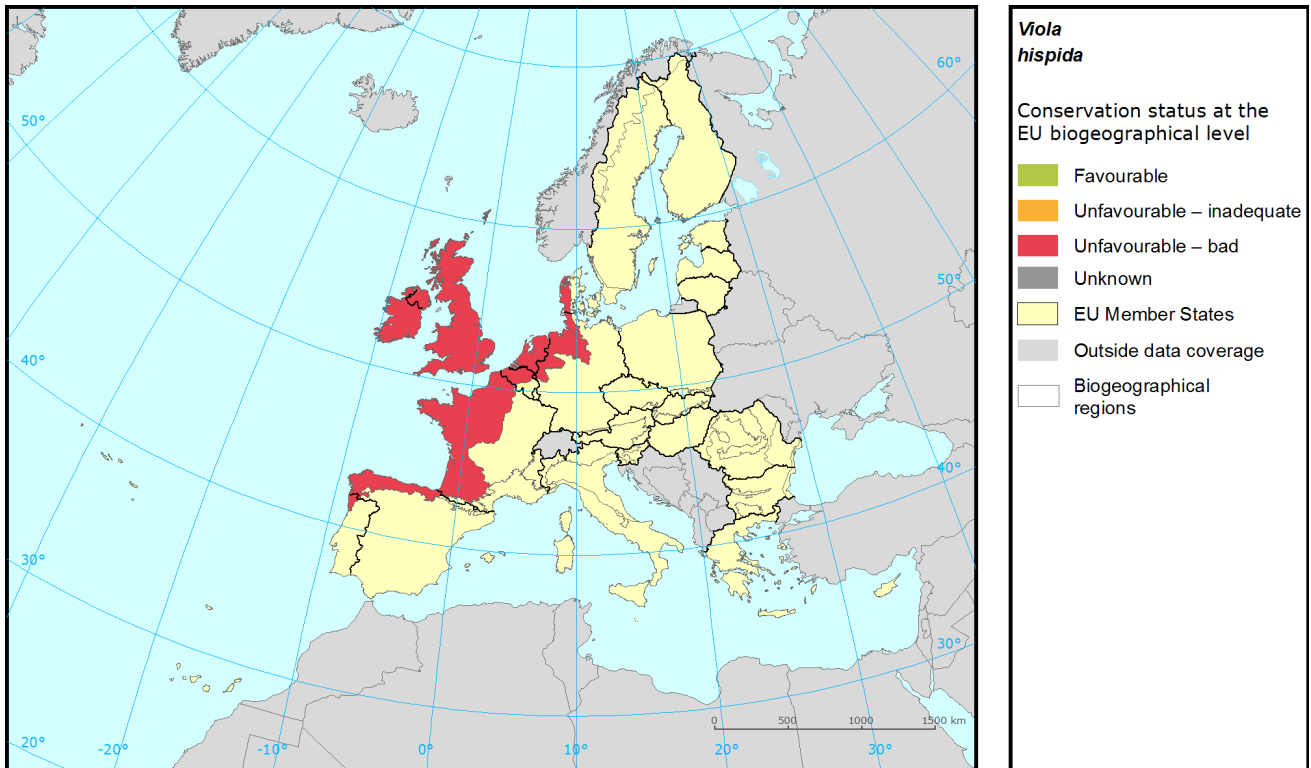 Viola
hispida
Conservation status at the
EU biogeographical level
Favourable
Unfavourable – inadequate
Unfavourable – bad
Unknown
EU Member States
Outside data coverage
Biogeographical
regions
60°
50°
50°
40°
40°
30°
30°
20°
-20°
-10°
0°
10°
20°
30°
0 500 1000 1500 km